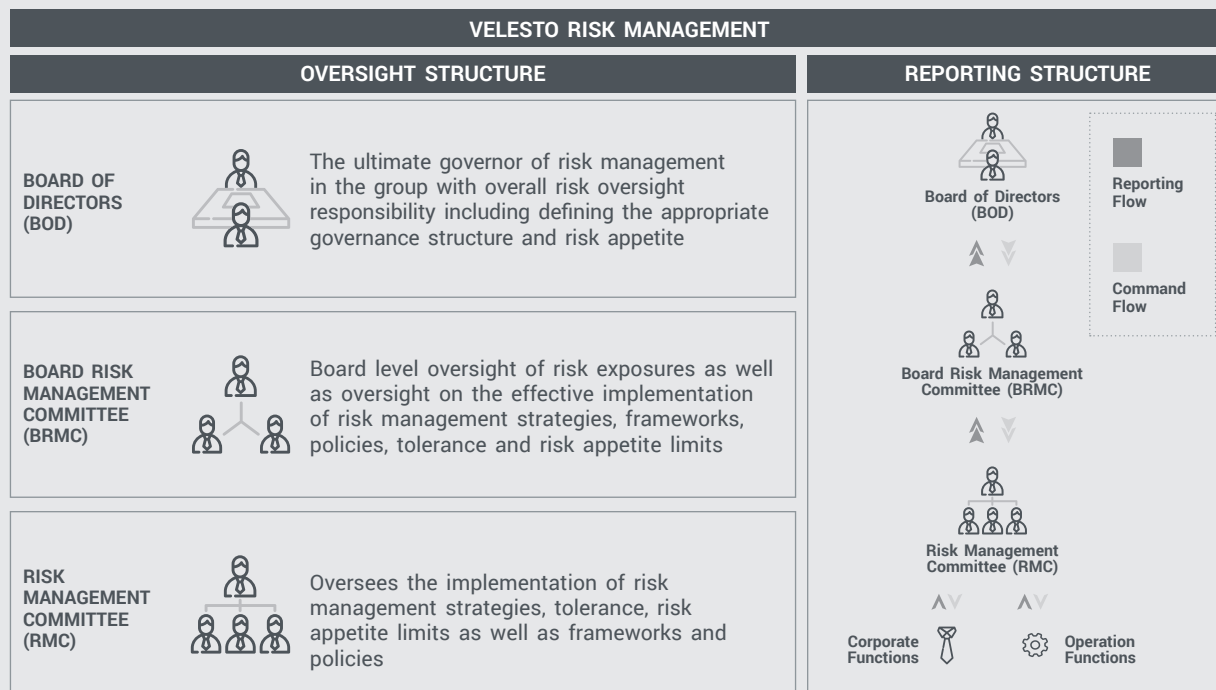 VELESTO RISK MANAGEMENT
OVERSIGHT STRUCTURE
BOARD OF
DIRECTORS
(BOD)
The ultimate governor of risk management
in the group with overall risk oversight
responsibility including defining the appropriate
governance structure and risk appetite
BOARD RISK
MANAGEMENT
COMMITTEE
(BRMC)
Board level oversight of risk exposures as well
as oversight on the effective implementation
of risk management strategies, frameworks,
policies, tolerance and risk appetite limits
RISK
MANAGEMENT
COMMITTEE
(RMC)
Oversees the implementation of risk
management strategies, tolerance, risk
appetite limits as well as frameworks and
policies
REPORTING STRUCTURE
Board of Directors
(BOD)
Reporting
Flow
Command
Flow
Board Risk Management
Committee (BRMC)
Risk Management
Committee (RMC)
Corporate
Functions
Operation
Functions